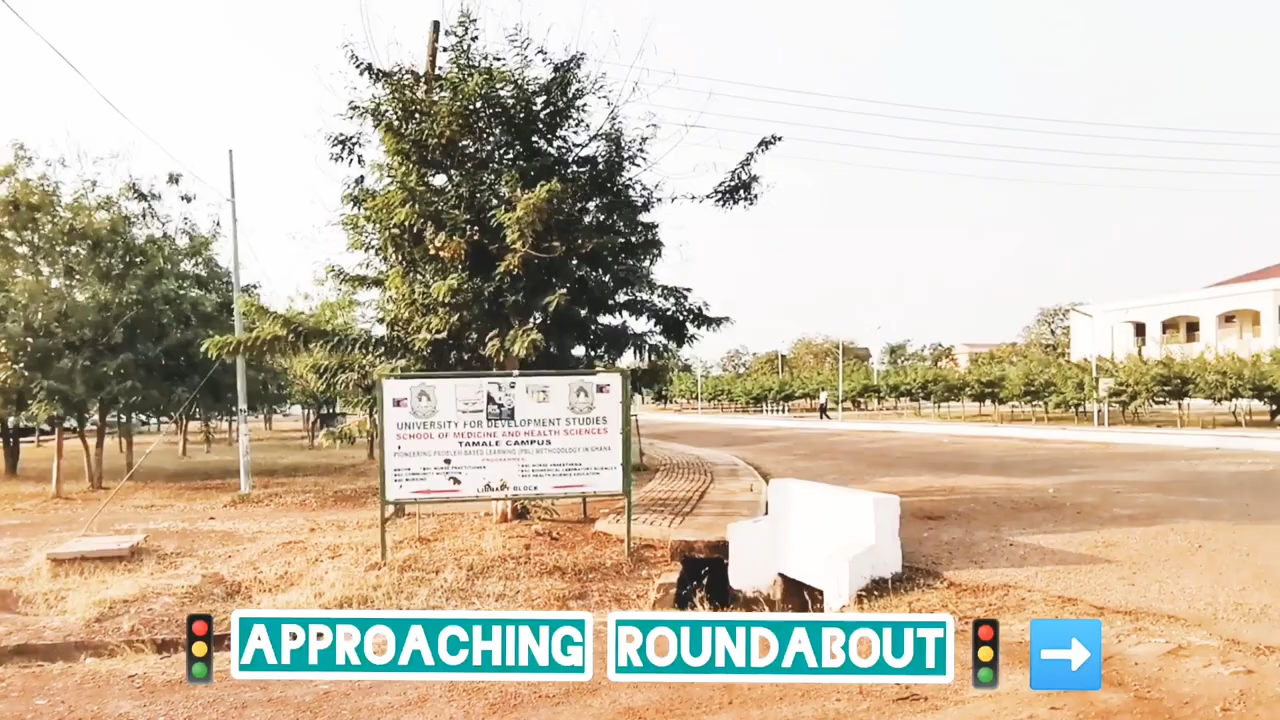 UNIVERSITY FOR DEVELOPMENT STUDIES
SCHOOL OF MEDICINE AND HEALTH SCIENCES
TAMALE CAMPUS
PIONEERING PROBLEM-BASED LEARNING (PBL) METHODOLOGY IN GHANA
PROGRAMMES
LIBRARY BLOCK
APPROACHING ROUNDABOUT